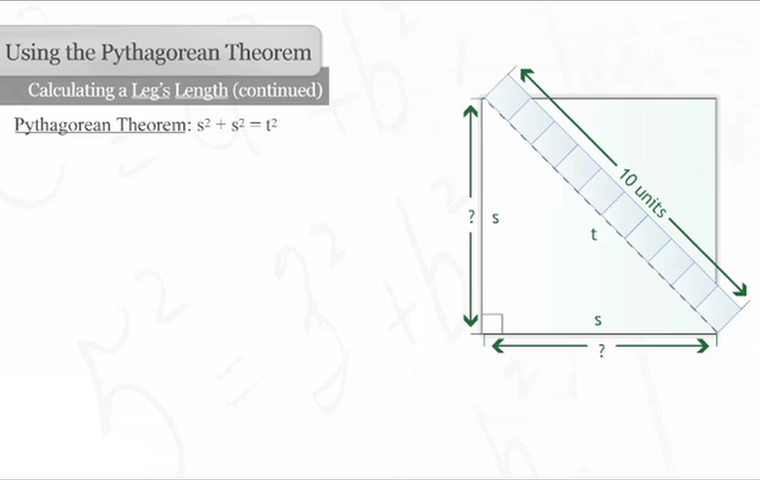 Using the Pythagorean Theorem
Calculating a Leg's Length (continued)
Pythagorean Theorem: s² + s² = t²
10 units
? s
t
s
?